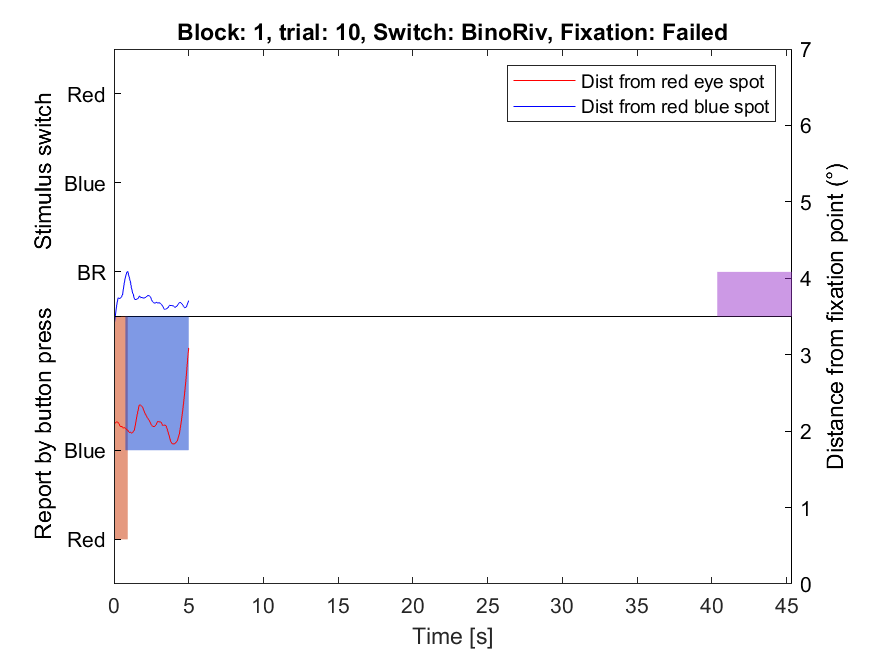 Block: 1, trial: 10, Switch: BinoRiv, Fixation: Failed
Dist from red eye spot
Dist from red blue spot
Stimulus switch
Red
Blue
BR
Report by button press
Blue
Red
7
6
5
4
3
2
1
0
Distance from fixation point (°)
0 5 10 15 20 25 30 35 40 45
Time [s]